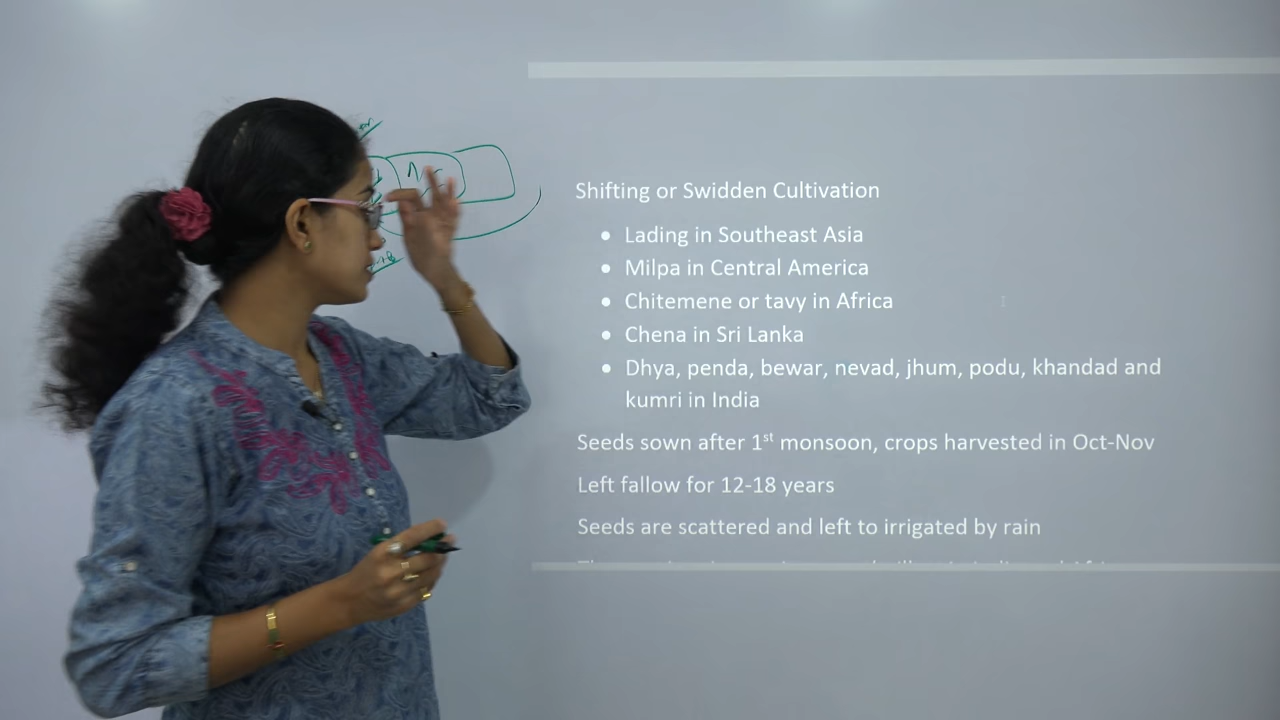 Shifting or Swidden Cultivation
• Lading in Southeast Asia
• Milpa in Central America
• Chitemene or tavy in Africa
• Chena in Sri Lanka
• Dhya, penda, bewar, nevad, jhum, podu, khandad and
kumri in India
Seeds sown after 1st monsoon, crops harvested in Oct-Nov
Left fallow for 12-18 years
Seeds are scattered and left to irrigated by rain